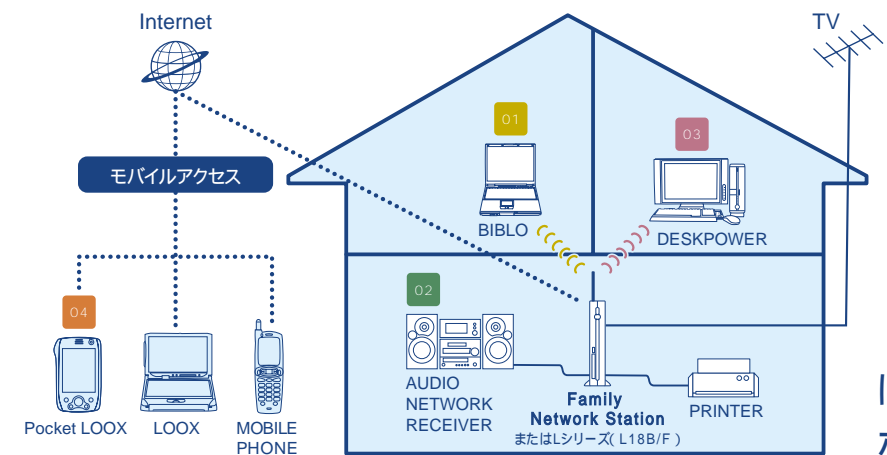 Internet
TV
01
03
モバイルアクセス
BIBLO
DESKPOWER
02
04
AUDIO
NETWORK
RECEIVER
Family
Network Station
またはLシリーズ( L18B/F )
PRINTER
Pocket LOOX
LOOX
MOBILE
PHONE